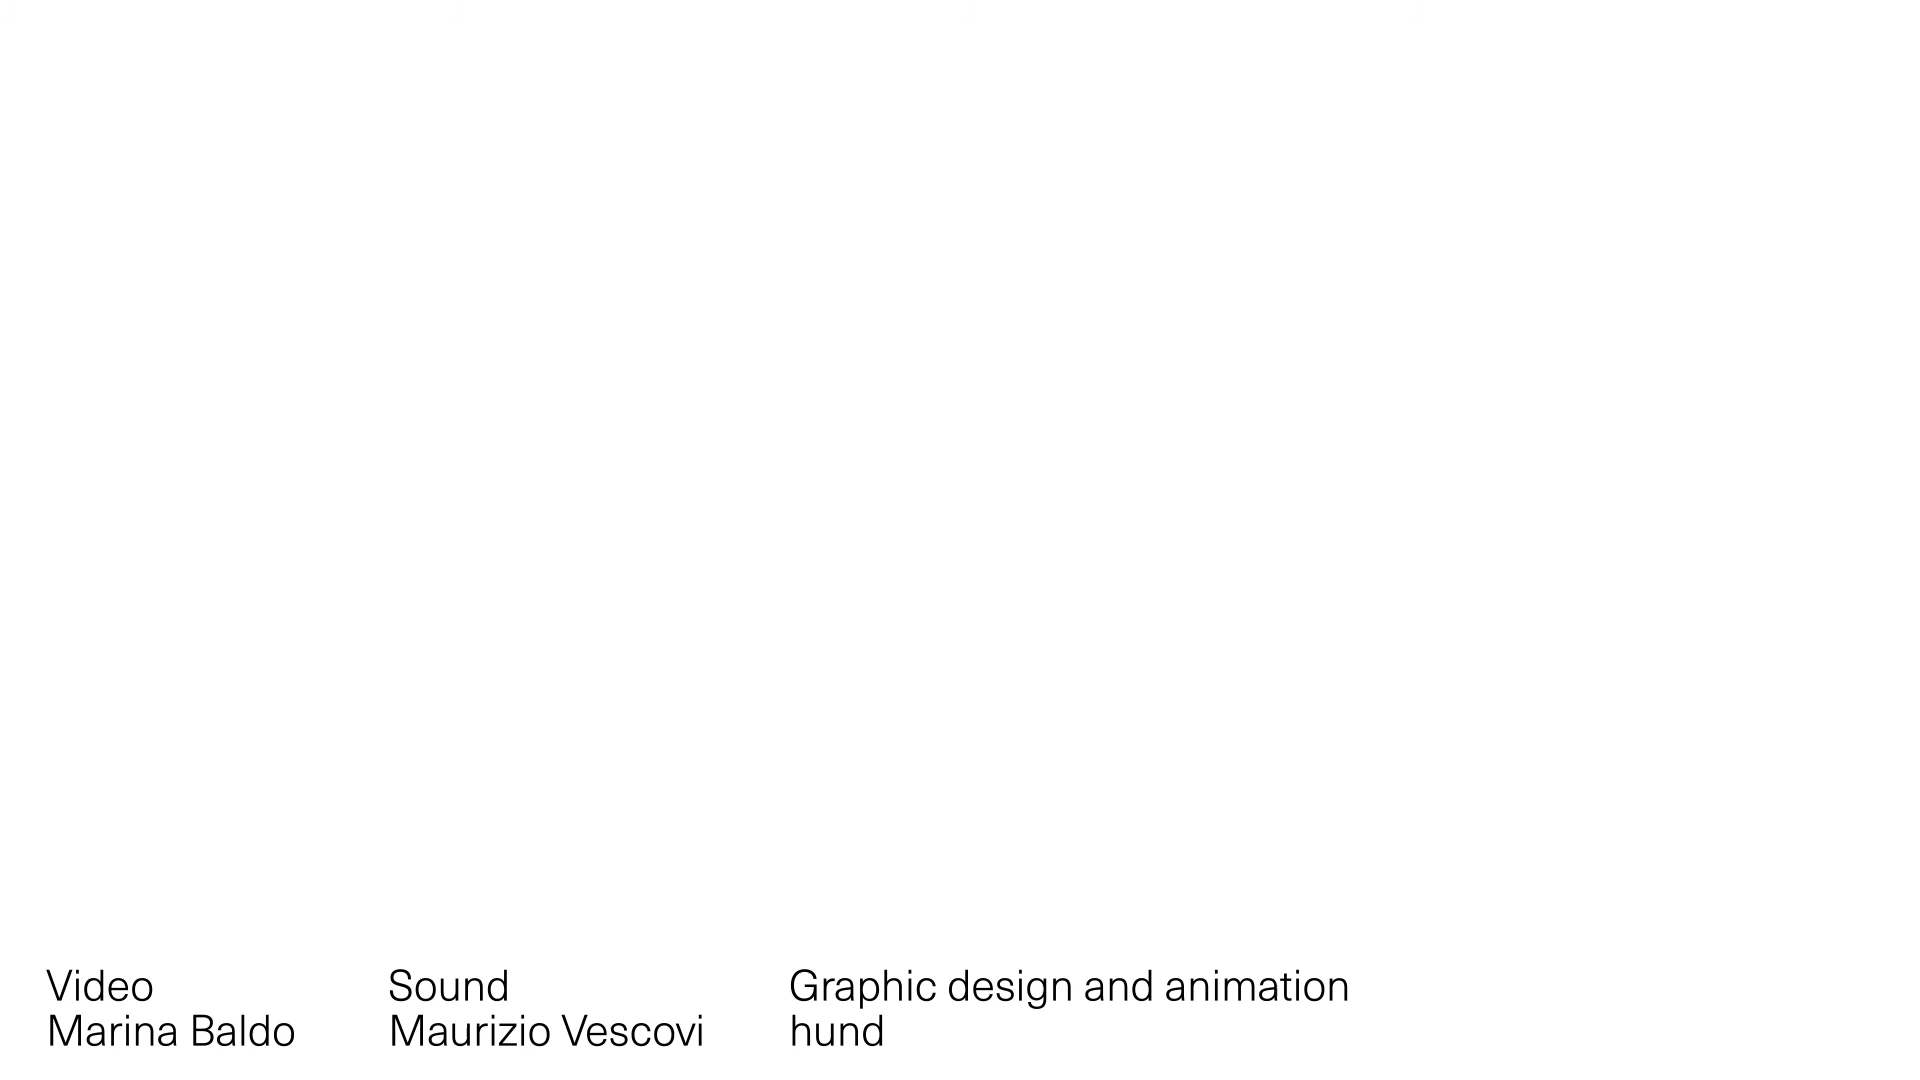 Video
Marina Baldo
Sound
Maurizio Vescovi
Graphic design and animation
hund